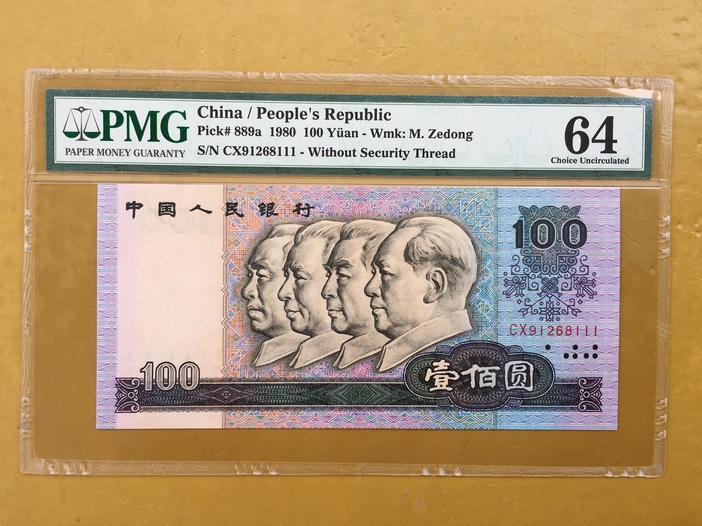 PMG
PAPER MONEY GUARANTY
China / People's Republic
Pick# 889a 1980 100 Yüan - Wmk: M. Zedong
S/N CX91268111 - Without Security Thread
64
Choice Uncirculated
中国人民银行
100
CX91268111
100
壹佰圆